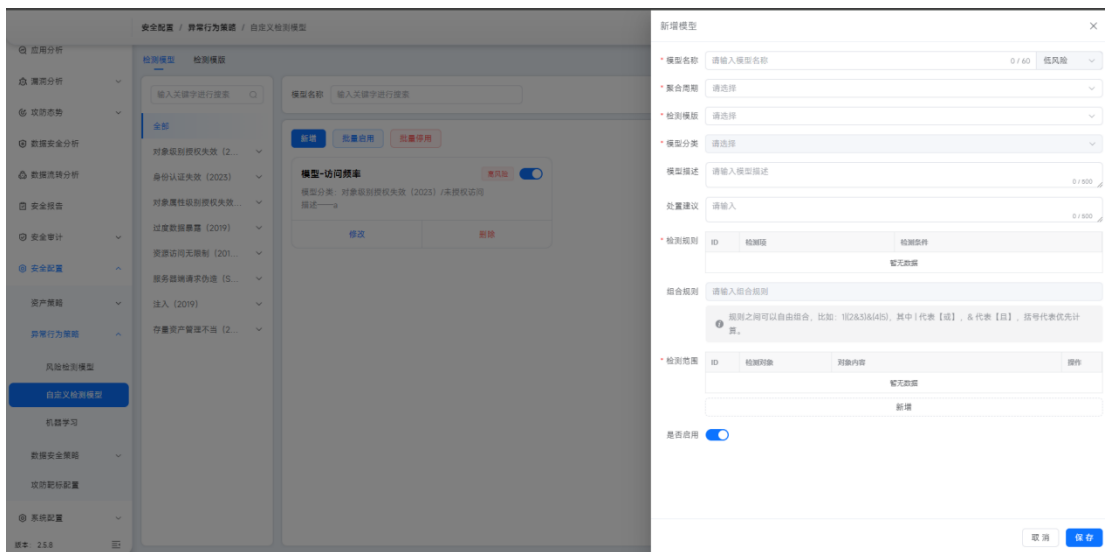 安全配置 / 异常行为策略 / 自定义检测模型
应用分析
溯源分析
攻防态势
数据安全分析
数据流转分析
安全报告
安全审计
安全配置
资产策略
异常行为策略
风险检测模型
自定义检测模型
机器学习
数据安全策略
攻防靶标配置
系统配置
版本: 2.5.8
检测模型 检测模版
输入关键字进行搜索
全部
对象级别授权失效 (2...
身份认证失效 (2023)
对象属性级别授权失效...
过度数据暴露 (2019)
资源访问无限制 (201...
服务器端请求伪造 (S...
注入 (2019)
存量资产管理不当 (2...
模型名称 输入关键字进行搜索
新增 批量启用 批量停用
模型-访问频率 高风险
模型分类: 对象级别授权失效 (2023) /未授权访问
描述——a
修改 删除
新增模型
* 模型名称 请输入模型名称 0 / 60 低风险
* 聚合周期 请选择
* 检测模版 请选择
* 模型分类 请选择
模型描述 请输入模型描述 0 / 500
处置建议 请输入 0 / 500
* 检测规则 ID 检测项 检测条件
暂无数据
组合规则 请输入组合规则
规则之间可以自由组合, 比如: 1|(2&3)&(4|5), 其中 | 代表【或】, & 代表【且】, 括号代表优先计
算。
* 检测范围 ID 检测对象 对象内容 操作
暂无数据
新增
是否启用
取消 保存